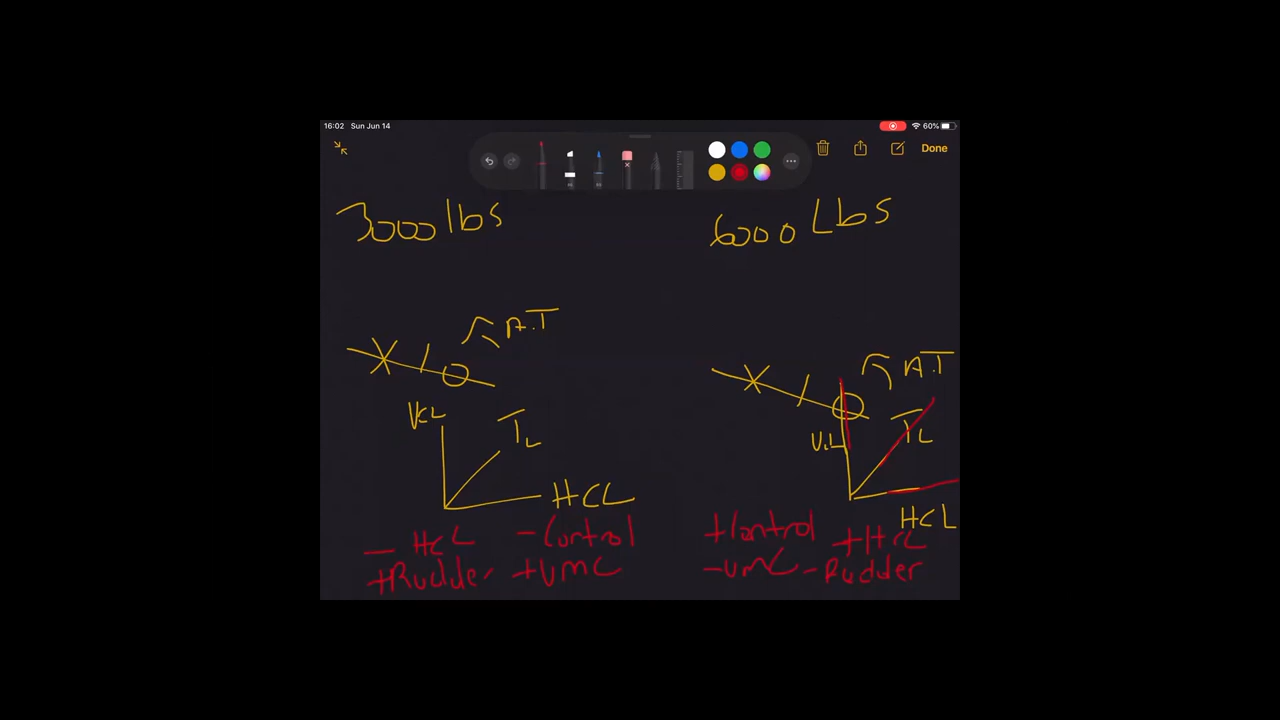 16:02 Sun Jun 14
60%
Done
3000 lbs
6000 Lbs
A.T
A.T
VCL
TL
HCL
VCL
TL
HCL
- HCL - Control
+Rudder +VMC
+Control +HCL
-VMC -Rudder